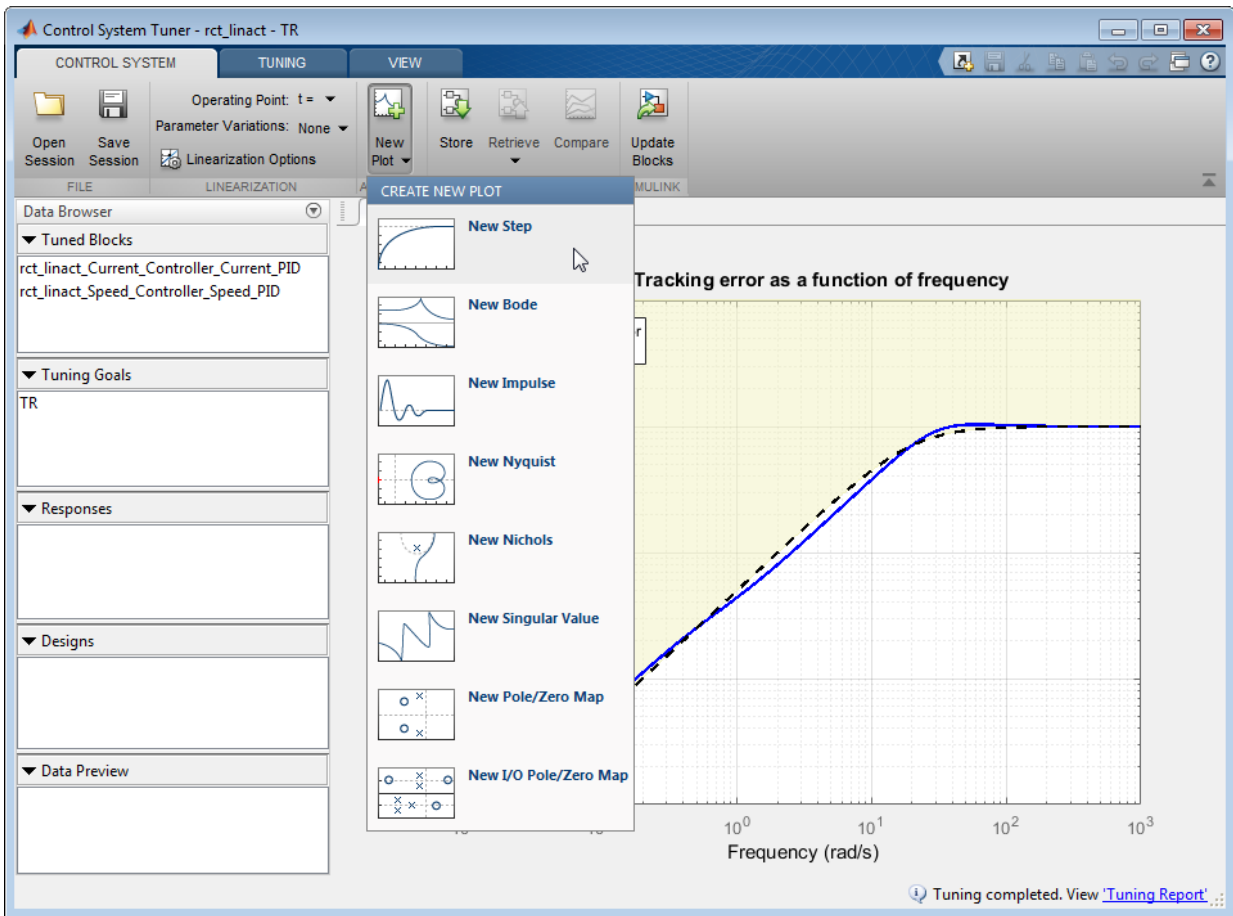 Control System Tuner - rct_linact - TR
CONTROL SYSTEM
TUNING
VIEW
Open Session
Save Session
Operating Point: t =
Parameter Variations: None
Linearization Options
New Plot
Store
Retrieve
Compare
Update Blocks
FILE
LINEARIZATION
A
MULINK
CREATE NEW PLOT
New Step
New Bode
New Impulse
New Nyquist
New Nichols
New Singular Value
New Pole/Zero Map
New I/O Pole/Zero Map
Data Browser
Tuned Blocks
rct_linact_Current_Controller_Current_PID
rct_linact_Speed_Controller_Speed_PID
Tuning Goals
TR
Responses
Designs
Data Preview
Tracking error as a function of frequency
r
10^0
10^1
10^2
10^3
Frequency (rad/s)
Tuning completed. View 'Tuning Report'